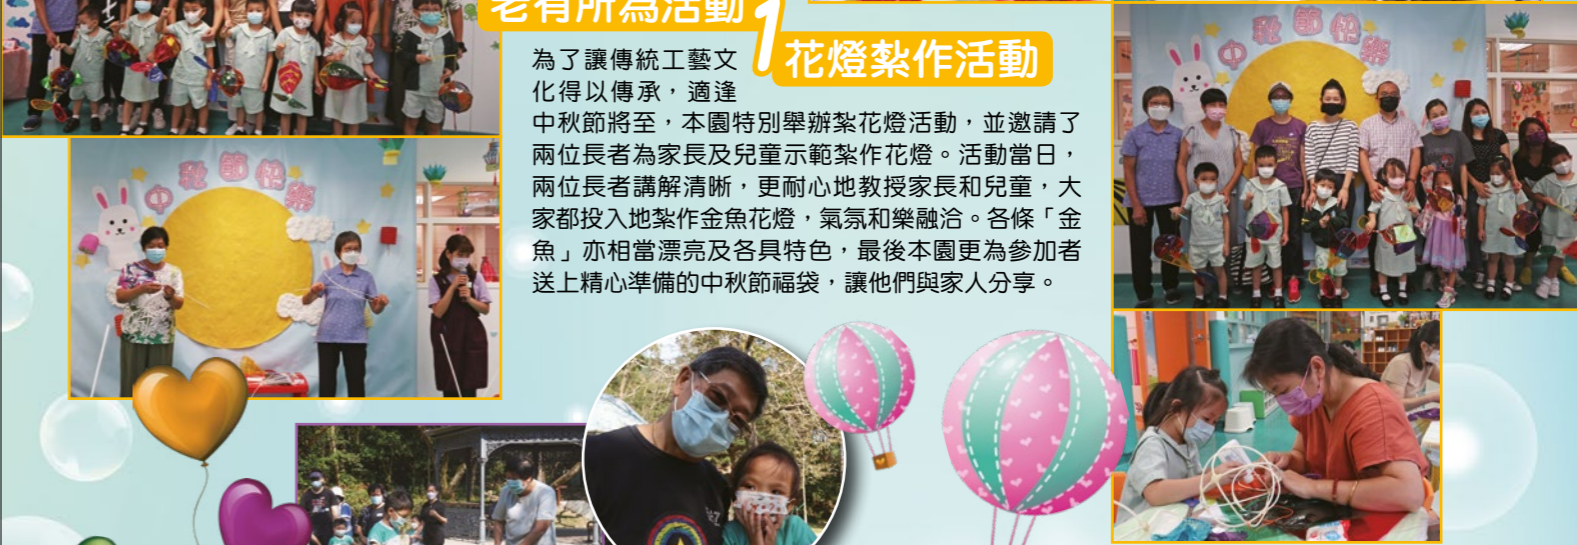 老有所為活動1
花燈紮作活動
為了讓傳統工藝文
化得以傳承，適逢
中秋節將至，本園特別舉辦紮花燈活動，並邀請了
兩位長者為家長及兒童示範紮作花燈。活動當日，
兩位長者講解清晰，更耐心地教授家長和兒童，大
家都投入地紮作金魚花燈，氣氛和樂融洽。各條「金
魚」亦相當漂亮及各具特色，最後本園更為參加者
送上精心準備的中秋節福袋，讓他們與家人分享。
中秋節快樂
中秋節快樂